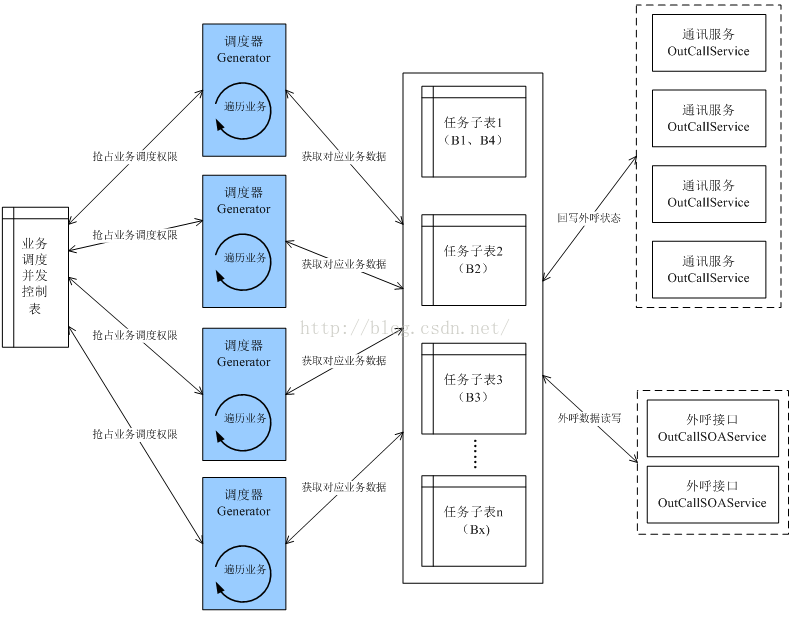 业务
调度
并发
控制
表
抢占业务调度权限
抢占业务调度权限
抢占业务调度权限
抢占业务调度权限
调度器
Generator
遍历业务
调度器
Generator
遍历业务
调度器
Generator
遍历业务
调度器
Generator
遍历业务
获取对应业务数据
获取对应业务数据
获取对应业务数据
获取对应业务数据
http://blog.csdn.net/
任务子表1
（B1、B4）
任务子表2
（B2）
任务子表3
（B3）
任务子表n
（Bx)
回写外呼状态
外呼数据读写
通讯服务
OutCallService
通讯服务
OutCallService
通讯服务
OutCallService
通讯服务
OutCallService
外呼接口
OutCallSOAService
外呼接口
OutCallSOAService